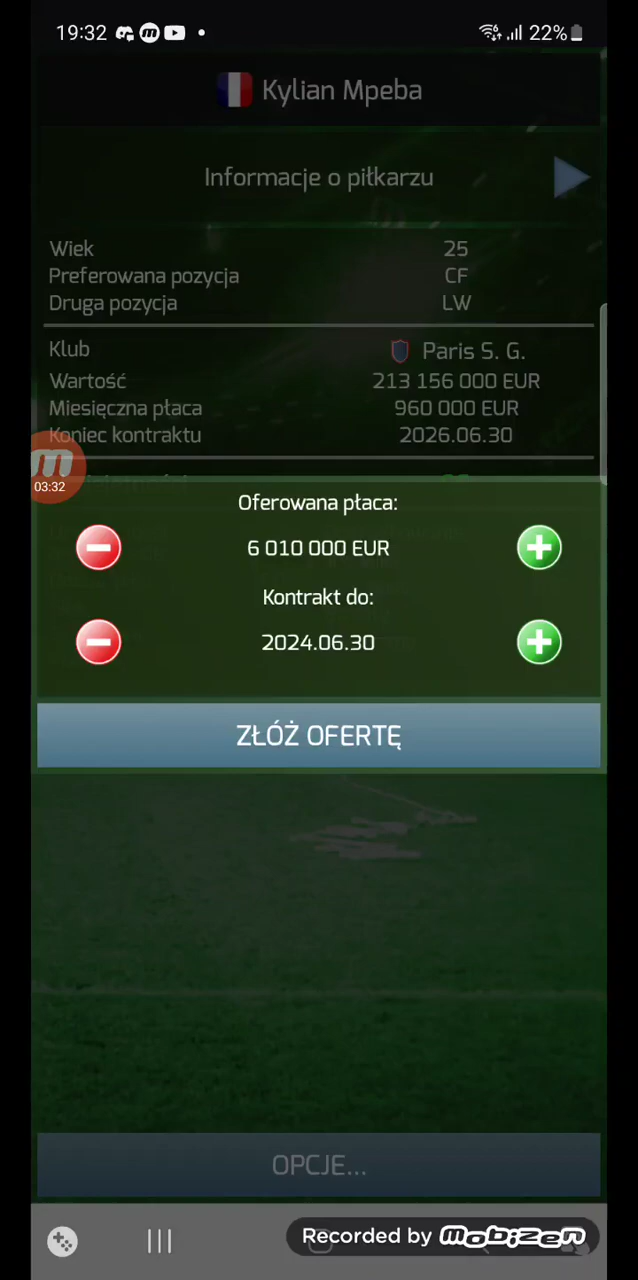 19:32
22%
Kylian Mpeba
Informacje o piłkarzu
Wiek 25
Preferowana pozycja CF
Druga pozycja LW
Klub Paris S. G.
Wartość 213 156 000 EUR
Miesięczna płaca 960 000 EUR
Koniec kontraktu 2026.06.30
03:32
Oferowana płaca:
6 010 000 EUR
Kontrakt do:
2024.06.30
ZŁÓŻ OFERTĘ
OPCJE...
Recorded by mobizen